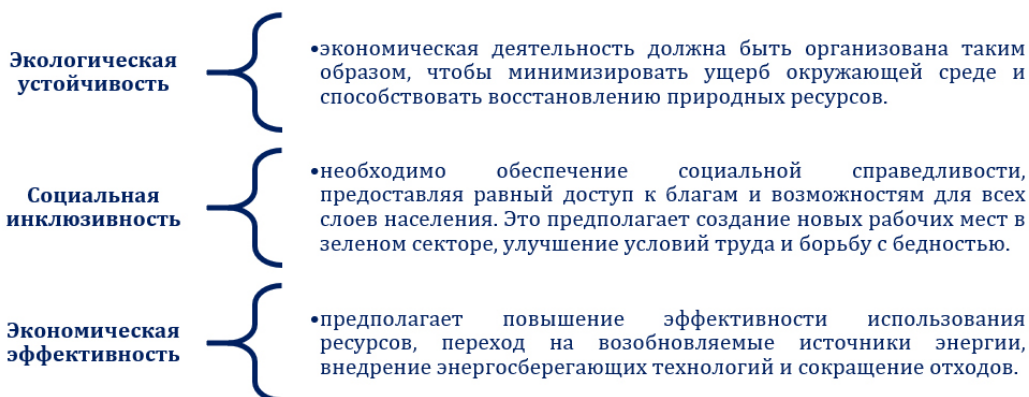 Экологическая
устойчивость
•экономическая деятельность должна быть организована таким
образом, чтобы минимизировать ущерб окружающей среде и
способствовать восстановлению природных ресурсов.
Социальная
инклюзивность
•необходимо обеспечение социальной справедливости,
предоставляя равный доступ к благам и возможностям для всех
слоев населения. Это предполагает создание новых рабочих мест в
зеленом секторе, улучшение условий труда и борьбу с бедностью.
Экономическая
эффективность
•предполагает повышение эффективности использования
ресурсов, переход на возобновляемые источники энергии,
внедрение энергосберегающих технологий и сокращение отходов.